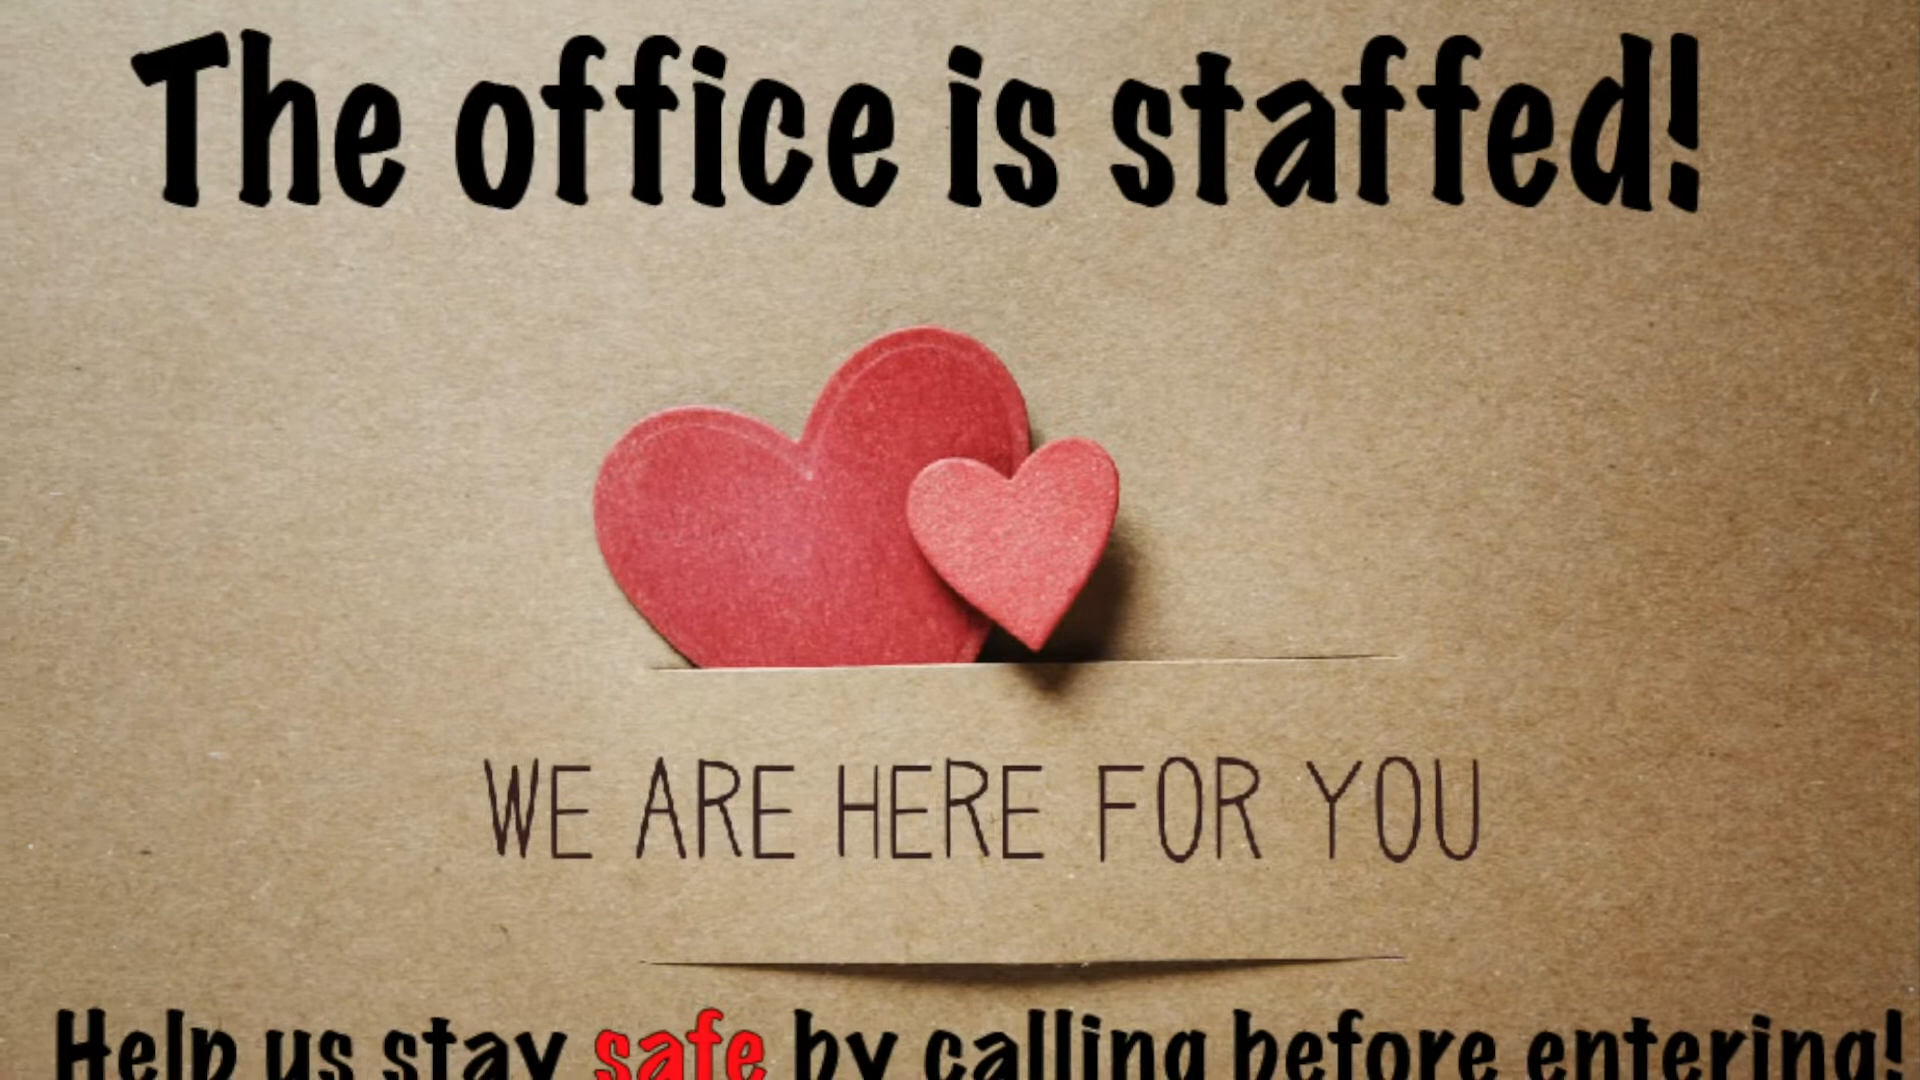 The office is staffed!
WE ARE HERE FOR YOU
Help us stay safe by calling before entering!